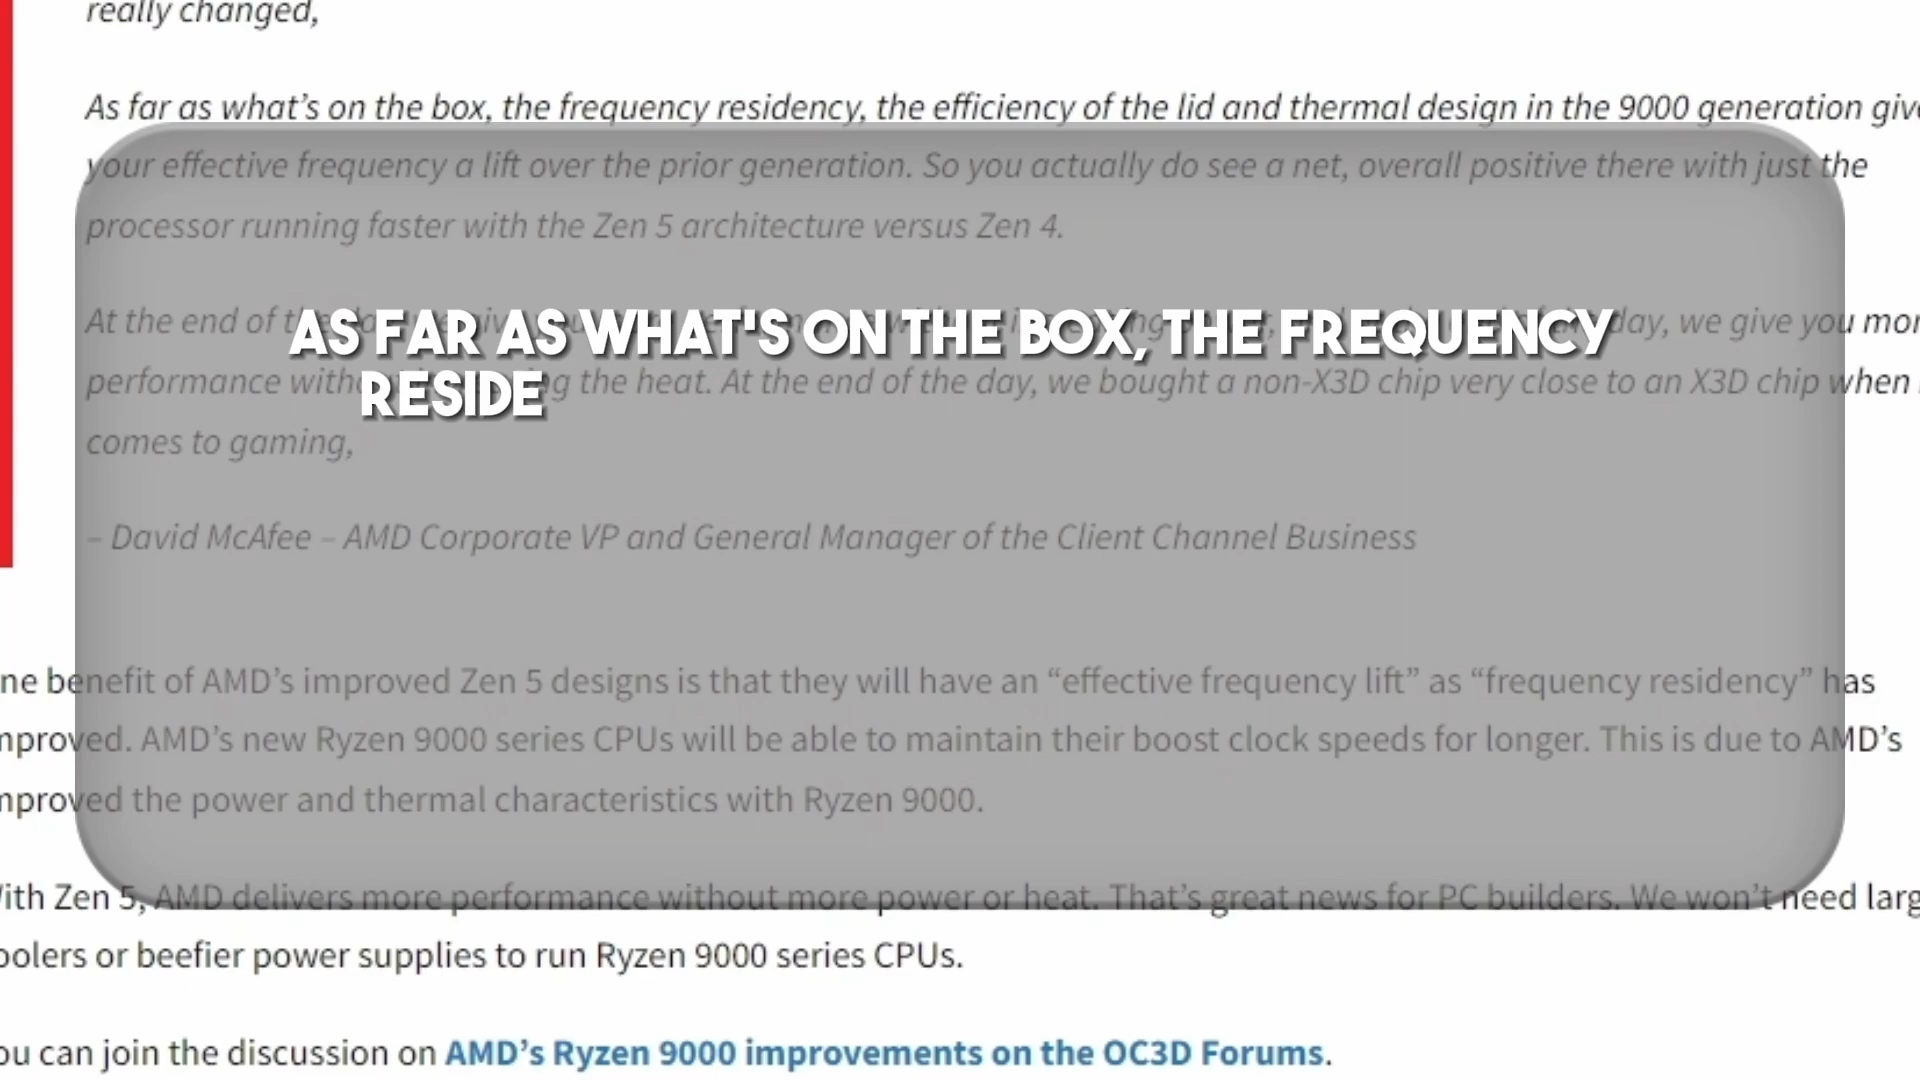 really changed,
As far as what's on the box, the frequency residency, the efficiency of the lid and thermal design in the 9000 generation give
your effective frequency a lift over the prior generation. So you actually do see a net, overall positive there with just the
processor running faster with the Zen 5 architecture versus Zen 4.
At the end of day, we give you mor
AS FAR AS WHAT'S ON THE BOX, THE FREQUENCY
performance the heat. At the end of the day, we bought a non-X3D chip very close to an X3D chip when
RESIDE
comes to gaming,
– David McAfee – AMD Corporate VP and General Manager of the Client Channel Business
ne benefit of AMD's improved Zen 5 designs is that they will have an “effective frequency lift” as “frequency residency” has
mproved. AMD's new Ryzen 9000 series CPUs will be able to maintain their boost clock speeds for longer. This is due to AMD's
mproved the power and thermal characteristics with Ryzen 9000.
ith Zen 5, AMD delivers more performance without more power or heat. That's great news for PC builders. We won't need larg
oolers or beefier power supplies to run Ryzen 9000 series CPUs.
ou can join the discussion on AMD's Ryzen 9000 improvements on the OC3D Forums.